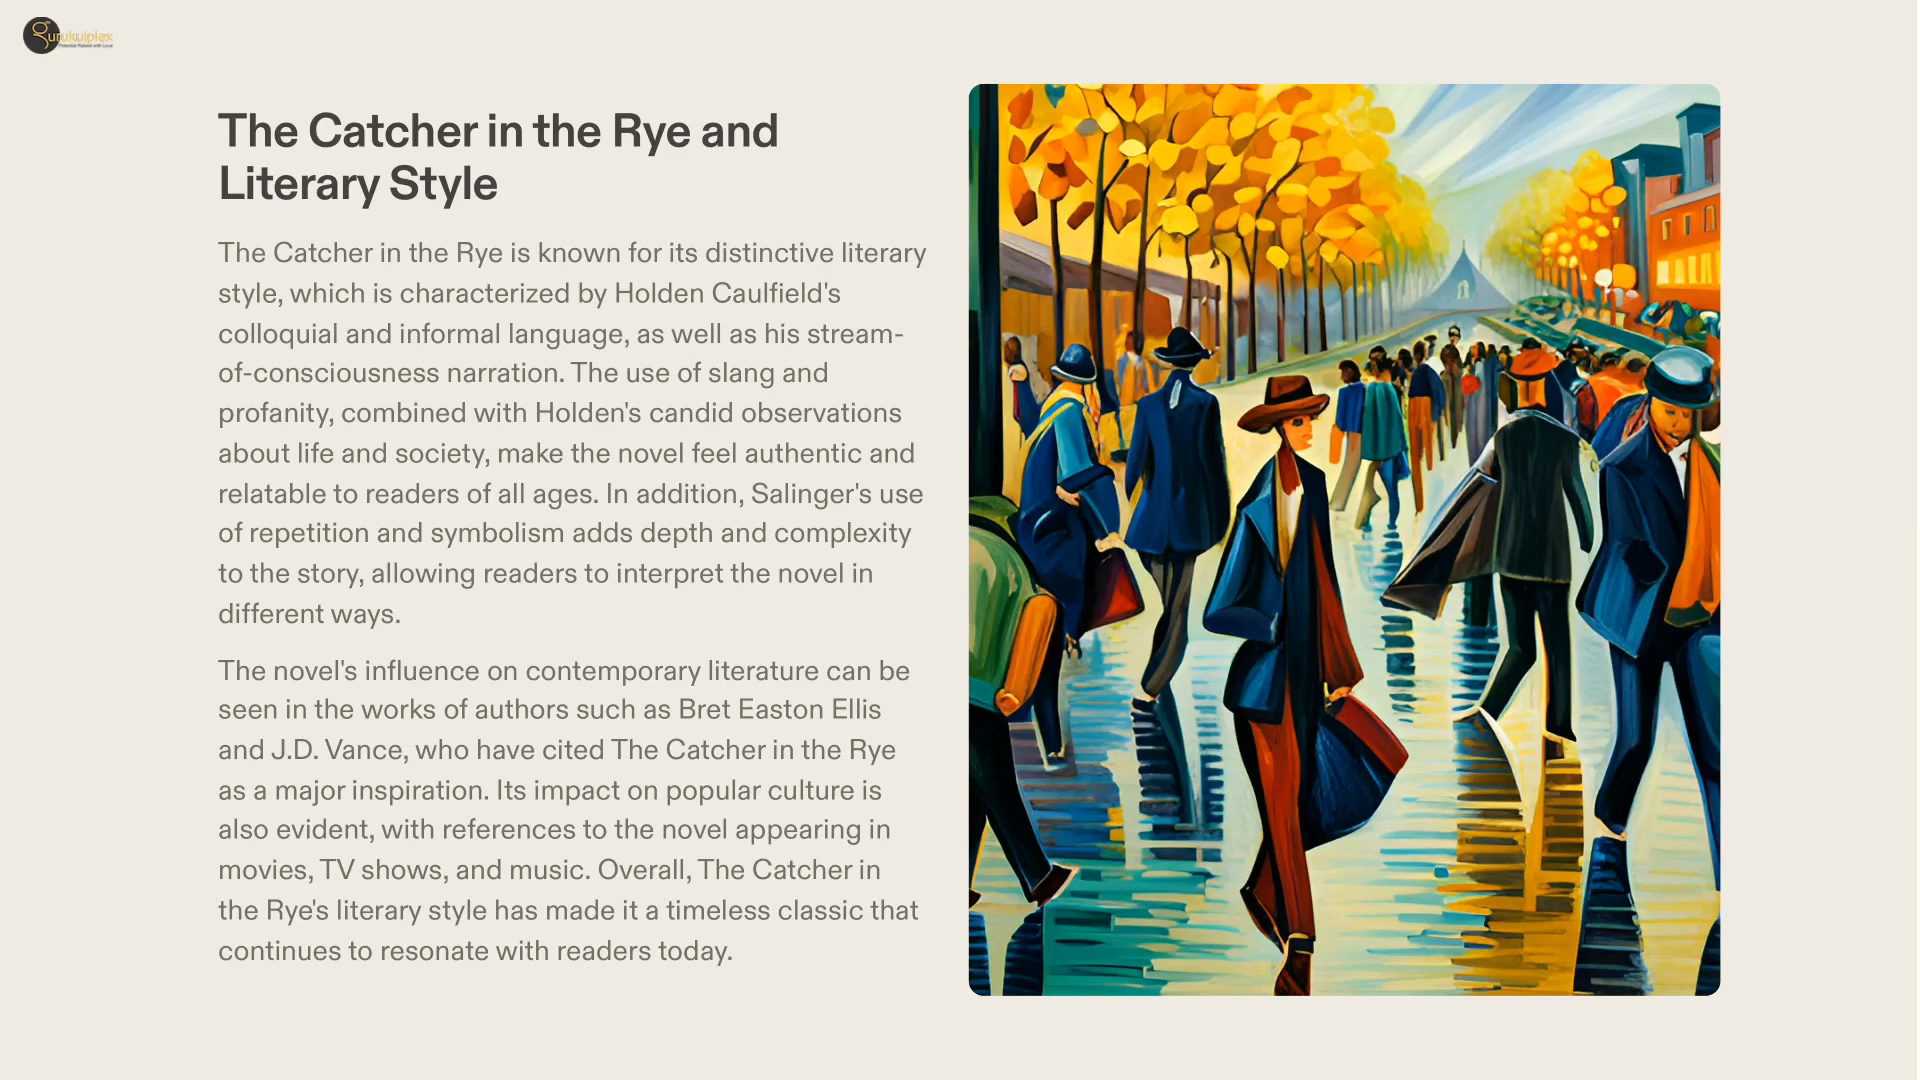 gurukulplex
Potential Raised with Love
The Catcher in the Rye and
Literary Style
The Catcher in the Rye is known for its distinctive literary
style, which is characterized by Holden Caulfield's
colloquial and informal language, as well as his stream-
of-consciousness narration. The use of slang and
profanity, combined with Holden's candid observations
about life and society, make the novel feel authentic and
relatable to readers of all ages. In addition, Salinger's use
of repetition and symbolism adds depth and complexity
to the story, allowing readers to interpret the novel in
different ways.
The novel's influence on contemporary literature can be
seen in the works of authors such as Bret Easton Ellis
and J.D. Vance, who have cited The Catcher in the Rye
as a major inspiration. Its impact on popular culture is
also evident, with references to the novel appearing in
movies, TV shows, and music. Overall, The Catcher in
the Rye's literary style has made it a timeless classic that
continues to resonate with readers today.